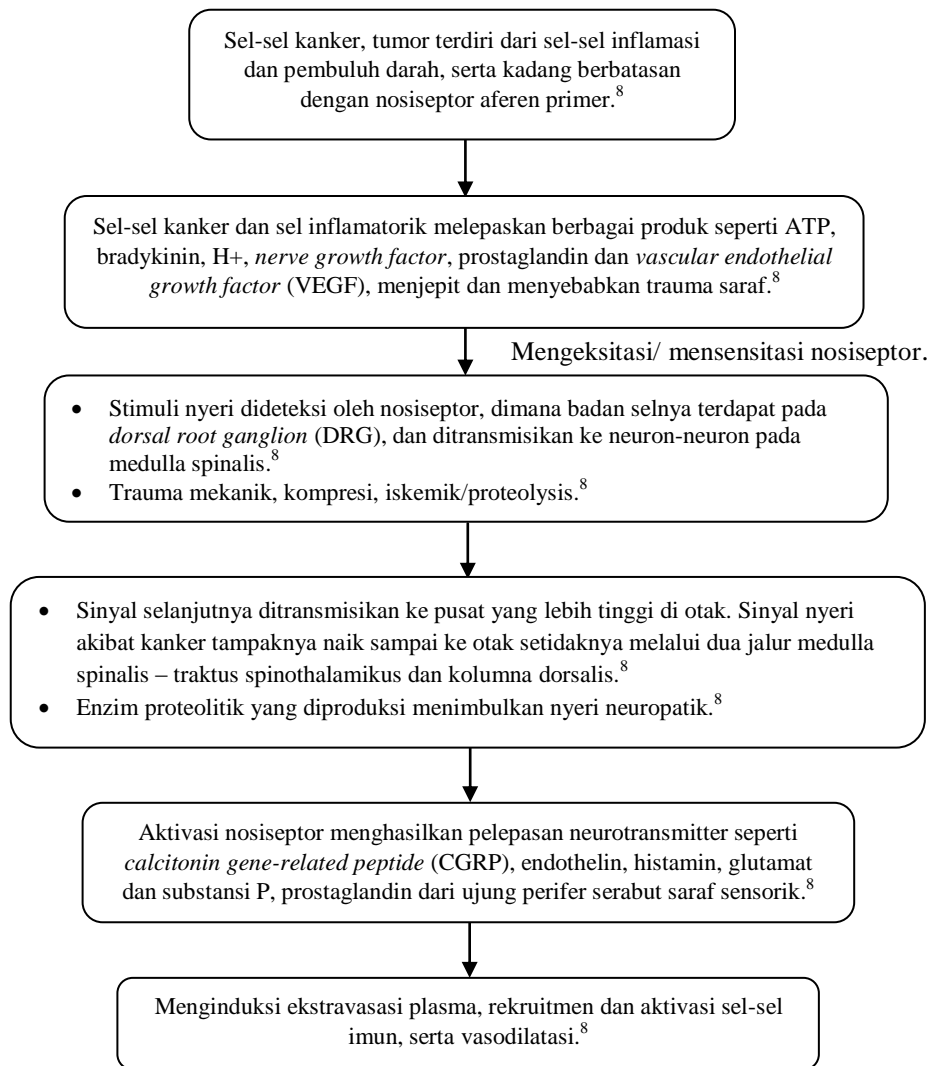 Sel-sel kanker, tumor terdiri dari sel-sel inflamasi
dan pembuluh darah, serta kadang berbatasan
dengan nosiseptor aferen primer.⁸
Sel-sel kanker dan sel inflamatorik melepaskan berbagai produk seperti ATP,
bradykinin, H+, nerve growth factor, prostaglandin dan vascular endothelial
growth factor (VEGF), menjepit dan menyebabkan trauma saraf.⁸
Mengeksitasi/ mensensitasi nosiseptor.
• Stimuli nyeri dideteksi oleh nosiseptor, dimana badan selnya terdapat pada
dorsal root ganglion (DRG), dan ditransmisikan ke neuron-neuron pada
medulla spinalis.⁸
• Trauma mekanik, kompresi, iskemik/proteolysis.⁸
• Sinyal selanjutnya ditransmisikan ke pusat yang lebih tinggi di otak. Sinyal nyeri
akibat kanker tampaknya naik sampai ke otak setidaknya melalui dua jalur medulla
spinalis – traktus spinothalamikus dan kolumna dorsalis.⁸
• Enzim proteolitik yang diproduksi menimbulkan nyeri neuropatik.⁸
Aktivasi nosiseptor menghasilkan pelepasan neurotransmitter seperti
calcitonin gene-related peptide (CGRP), endothelin, histamin, glutamat
dan substansi P, prostaglandin dari ujung perifer serabut saraf sensorik.⁸
Menginduksi ekstravasasi plasma, rekruitmen dan aktivasi sel-sel
imun, serta vasodilatasi.⁸